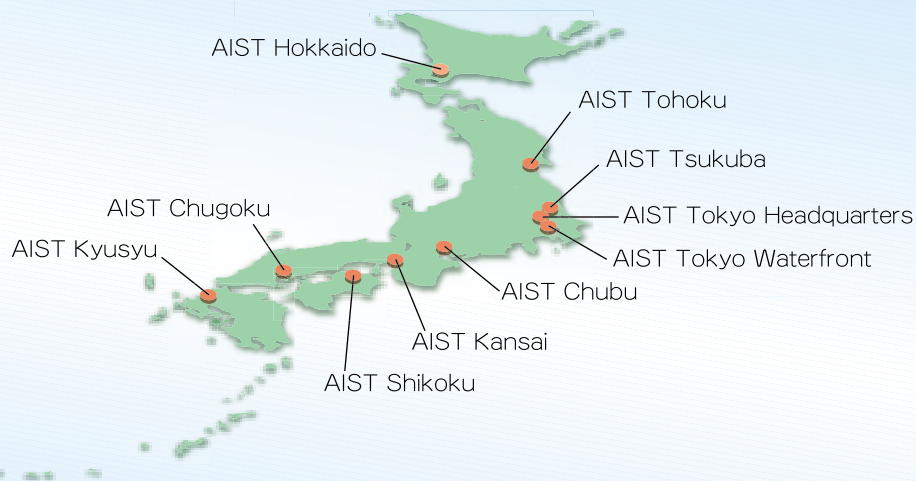 AIST Hokkaido
AIST Tohoku
AIST Tsukuba
AIST Chugoku
AIST Tokyo Headquarters
AIST Kyusyu
AIST Tokyo Waterfront
AIST Chubu
AIST Kansai
AIST Shikoku